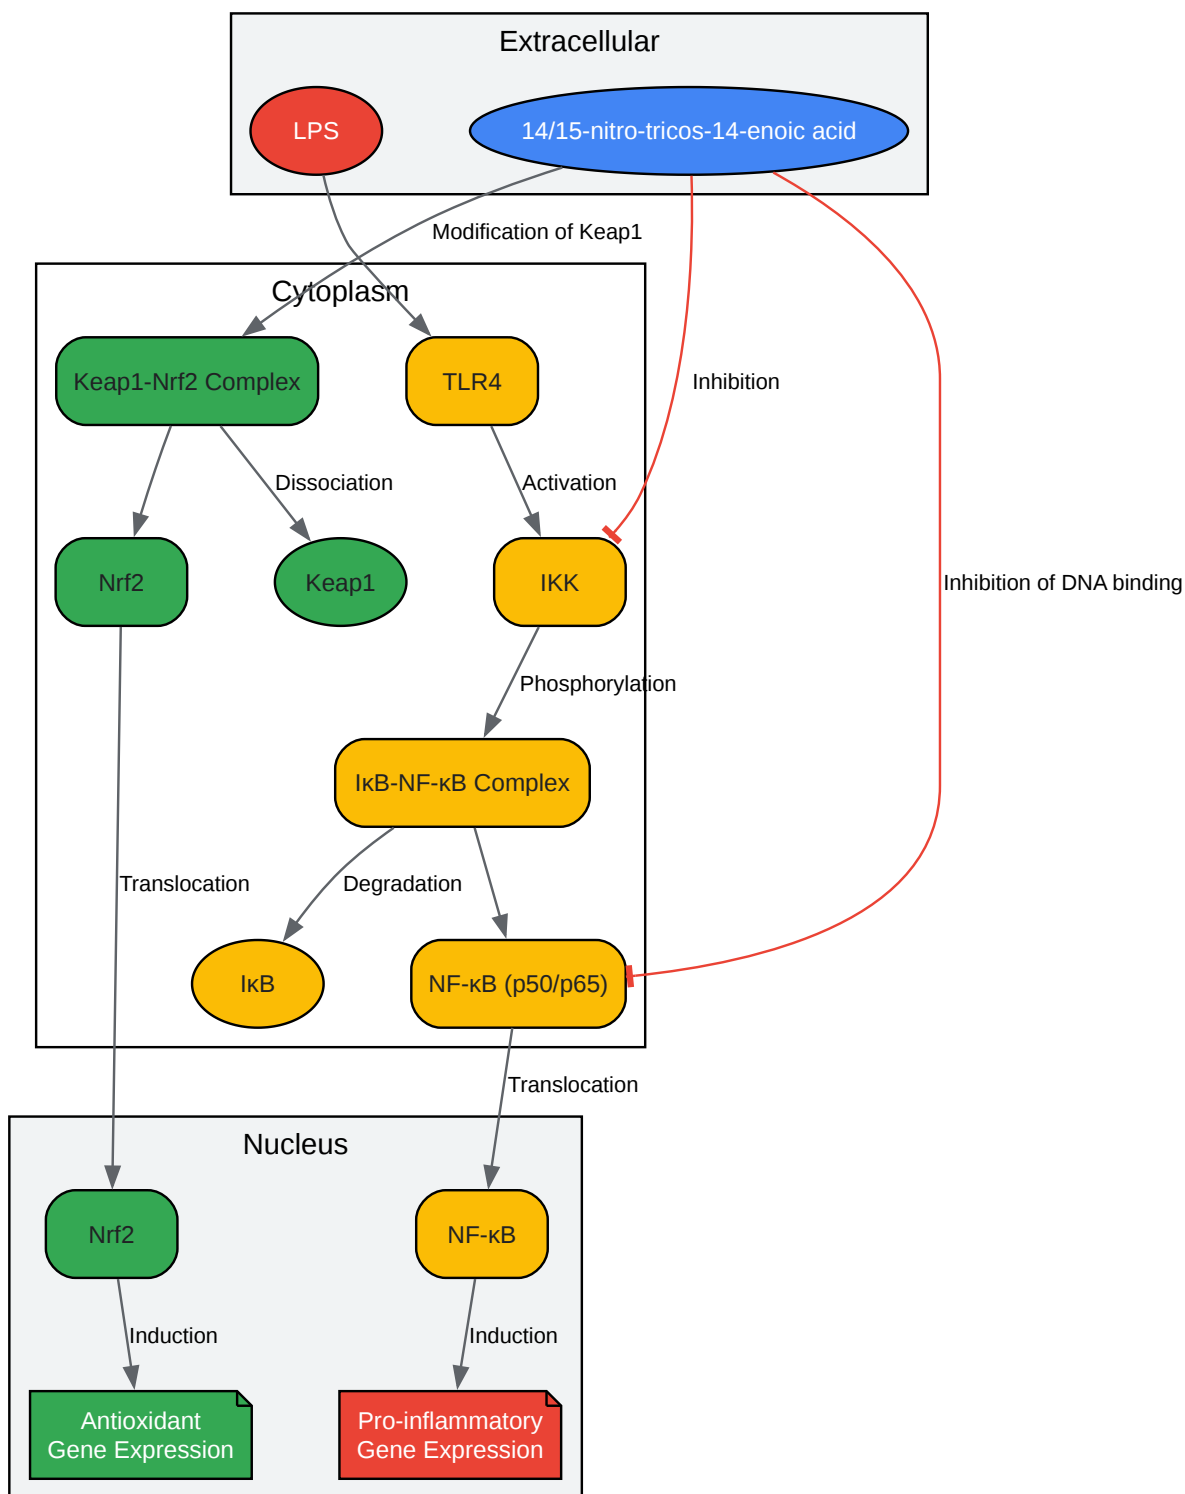 Extracellular
LPS
14/15-nitro-tricos-14-enoic acid
Modification of Keap1
Cytoplasm
Keap1-Nrf2 Complex
TLR4
Inhibition
Dissociation
Activation
Nrf2
Keap1
IKK
Inhibition of DNA binding
Phosphorylation
IκB-NF-κB Complex
Translocation
Degradation
IκB
NF-κB (p50/p65)
Translocation
Nucleus
Nrf2
NF-κB
Induction
Induction
Antioxidant
Gene Expression
Pro-inflammatory
Gene Expression